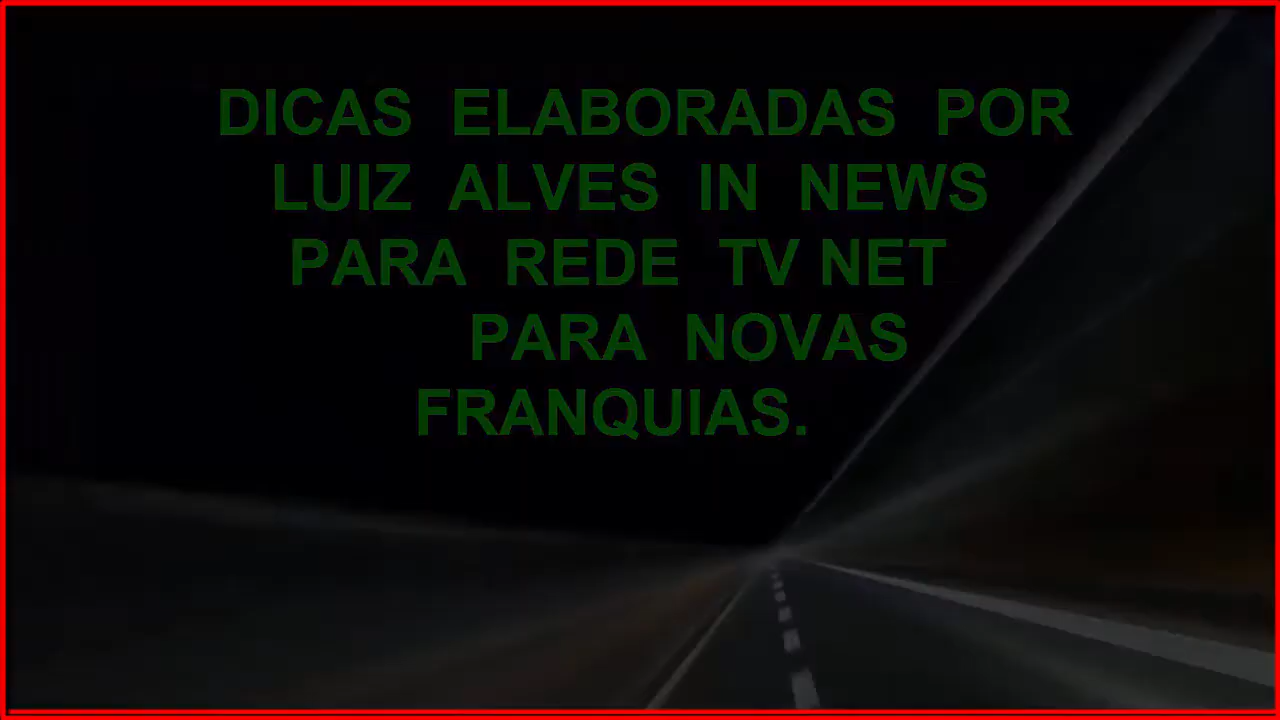 DICAS ELABORADAS POR
LUIZ ALVES IN NEWS
PARA REDE TV NET
PARA NOVAS
FRANQUIAS.